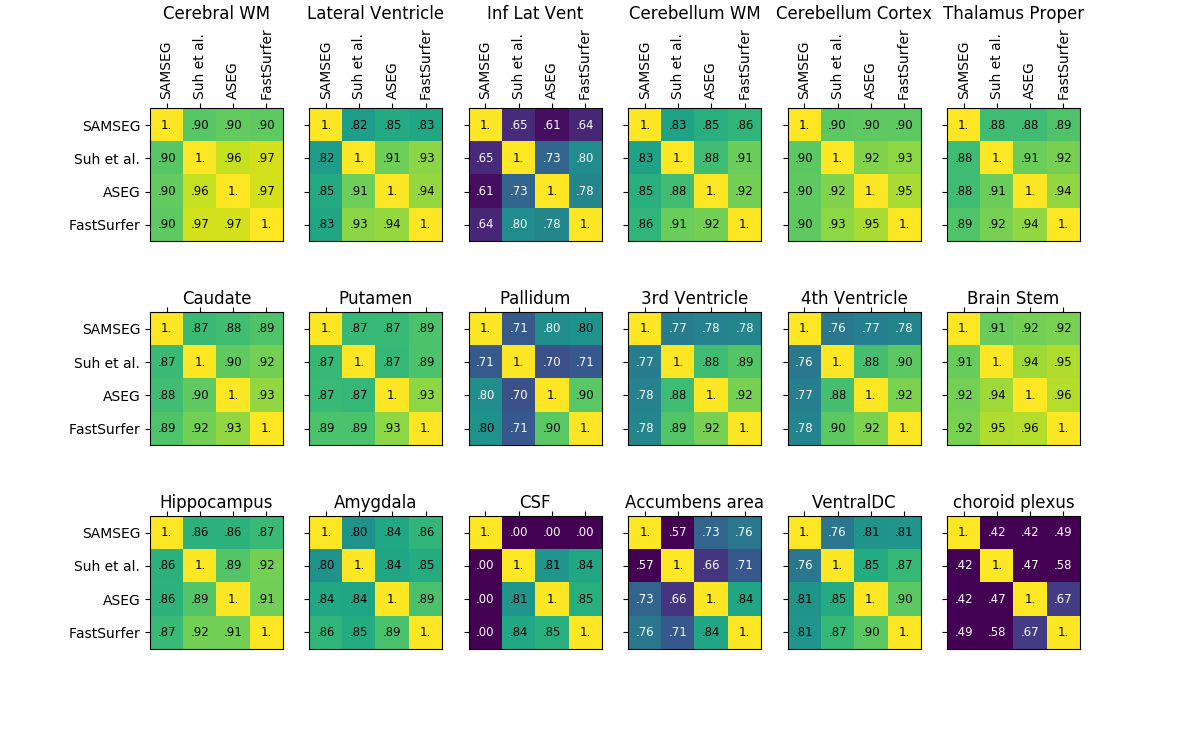 Cerebral WM Lateral Ventricle Inf Lat Vent Cerebellum WM Cerebellum Cortex Thalamus Proper
SAMSEG Suh et al. ASEG FastSurfer SAMSEG Suh et al. ASEG FastSurfer SAMSEG Suh et al. ASEG FastSurfer SAMSEG Suh et al. ASEG FastSurfer SAMSEG Suh et al. ASEG FastSurfer SAMSEG Suh et al. ASEG FastSurfer
SAMSEG 1. .90 .90 .90 1. .82 .85 .83 1. .65 .61 .64 1. .83 .85 .86 1. .90 .90 .90 1. .88 .88 .89
Suh et al. .90 1. .96 .97 .82 1. .91 .93 .65 1. .73 .80 .83 1. .88 .91 .90 1. .92 .93 .88 1. .91 .92
ASEG .90 .96 1. .97 .85 .91 1. .94 .61 .73 1. .78 .85 .88 1. .92 .90 .92 1. .95 .88 .91 1. .94
FastSurfer .90 .97 .97 1. .83 .93 .94 1. .64 .80 .78 1. .86 .91 .92 1. .90 .93 .95 1. .89 .92 .94 1.
Caudate Putamen Pallidum 3rd Ventricle 4th Ventricle Brain Stem
SAMSEG 1. .87 .88 .89 1. .87 .87 .89 1. .71 .80 .80 1. .77 .78 .78 1. .76 .77 .78 1. .91 .92 .92
Suh et al. .87 1. .90 .92 .87 1. .87 .89 .71 1. .70 .71 .77 1. .88 .89 .76 1. .88 .90 .91 1. .94 .95
ASEG .88 .90 1. .93 .87 .87 1. .93 .80 .70 1. .90 .78 .88 1. .92 .77 .88 1. .92 .92 .94 1. .96
FastSurfer .89 .92 .93 1. .89 .89 .93 1. .80 .71 .90 1. .78 .89 .92 1. .78 .90 .92 1. .92 .95 .96 1.
Hippocampus Amygdala CSF Accumbens area VentralDC choroid plexus
SAMSEG 1. .86 .86 .87 1. .80 .84 .86 1. .00 .00 .00 1. .57 .73 .76 1. .76 .81 .81 1. .42 .42 .49
Suh et al. .86 1. .89 .92 .80 1. .84 .85 .00 1. .81 .84 .57 1. .66 .71 .76 1. .85 .87 .42 1. .47 .58
ASEG .86 .89 1. .91 .84 .84 1. .89 .00 .81 1. .85 .73 .66 1. .84 .81 .85 1. .90 .42 .47 1. .67
FastSurfer .87 .92 .91 1. .86 .85 .89 1. .00 .84 .85 1. .76 .71 .84 1. .81 .87 .90 1. .49 .58 .67 1.